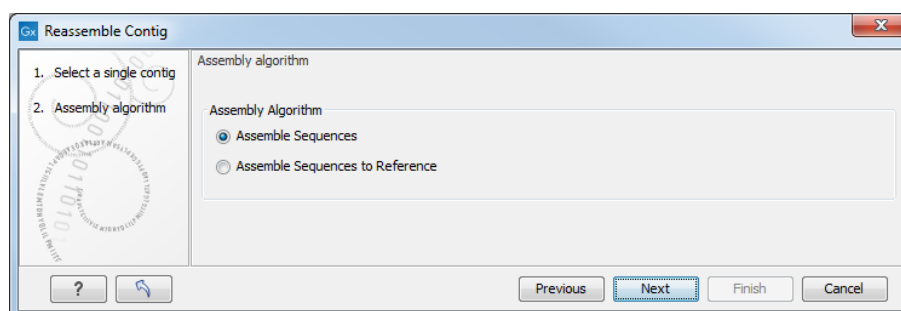 Gx Reassemble Contig
1. Select a single contig
2. Assembly algorithm
Assembly algorithm
Assembly Algorithm
Assemble Sequences
Assemble Sequences to Reference
?
Previous
Next
Finish
Cancel